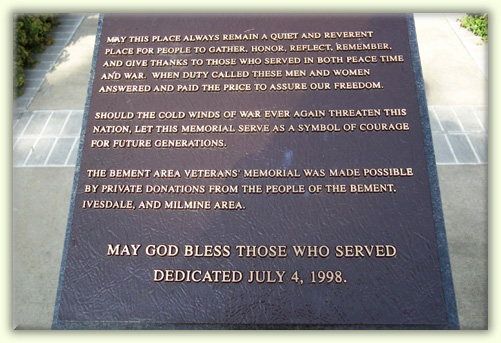 MAY THIS PLACE ALWAYS REMAIN A QUIET AND REVERENT
PLACE FOR PEOPLE TO GATHER, HONOR, REFLECT, REMEMBER,
AND GIVE THANKS TO THOSE WHO SERVED IN BOTH PEACE TIME
AND WAR. WHEN DUTY CALLED THESE MEN AND WOMEN
ANSWERED AND PAID THE PRICE TO ASSURE OUR FREEDOM.
SHOULD THE COLD WINDS OF WAR EVER AGAIN THREATEN THIS
NATION, LET THIS MEMORIAL SERVE AS A SYMBOL OF COURAGE
FOR FUTURE GENERATIONS.
THE BEMENT AREA VETERANS' MEMORIAL WAS MADE POSSIBLE
BY PRIVATE DONATIONS FROM THE PEOPLE OF THE BEMENT,
IVESDALE, AND MILMINE AREA.
MAY GOD BLESS THOSE WHO SERVED
DEDICATED JULY 4, 1998.